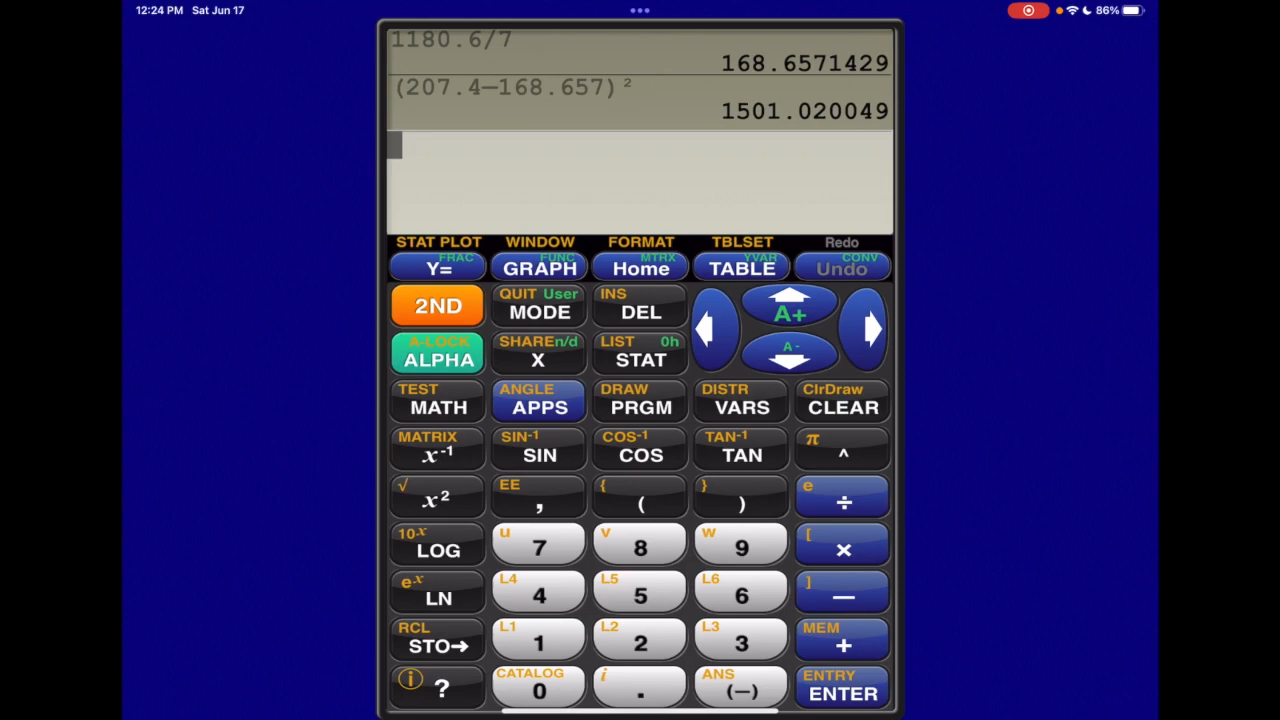 12:24 PM Sat Jun 17
86%
1180.6/7
168.6571429
(207.4—168.657)²
1501.020049
STAT PLOT WINDOW FORMAT TBLSET Redo
FRAC FUNC MTRX YVAR CONV
Y= GRAPH Home TABLE Undo
QUIT User INS
2ND MODE DEL A+
A-LOCK SHARE n/d LIST 0h A -
ALPHA X STAT
TEST ANGLE DRAW DISTR ClrDraw
MATH APPS PRGM VARS CLEAR
MATRIX SIN-1 COS-1 TAN-1 π
x-1 SIN COS TAN ^
√ EE { } e
x2 , ( ) ÷
10x u v w [
LOG 7 8 9 ×
ex L4 L5 L6 ]
LN 4 5 6 —
RCL L1 L2 L3 MEM
STO→ 1 2 3 +
i CATALOG i ANS ENTRY
? 0 . (—) ENTER